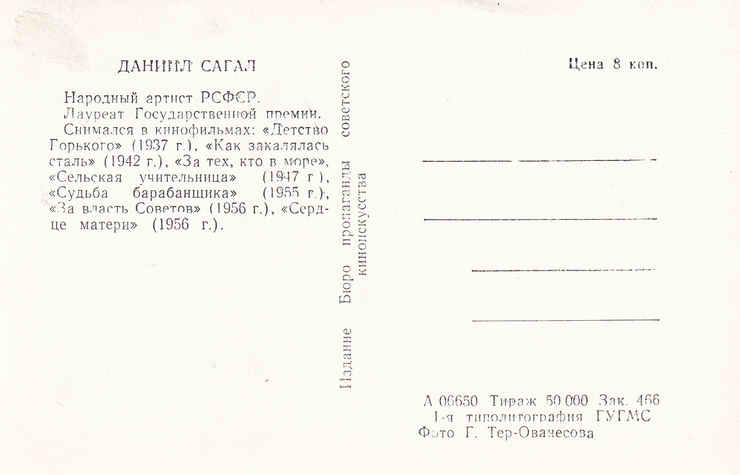 ДАНИИЛ САГАЛ
Народный артист РСФСР.
Лауреат Государственной премии.
Снимался в кинофильмах: «Детство
Горького» (1937 г.), «Как закалялась
сталь» (1942 г.), «За тех, кто в море»,
«Сельская учительница» (1947 г ),
«Судьба барабанщика» (1955 г.),
«За власть Советов» (1956 г.), «Серд-
це матери» (1956 г.).
Издание Бюро пропаганды советского
киноискусства
Цена 8 коп.
А 06650 Тираж 50 000 Зак. 466
1-я типолитография ГУГМС
Фото Г. Тер-Ованесова